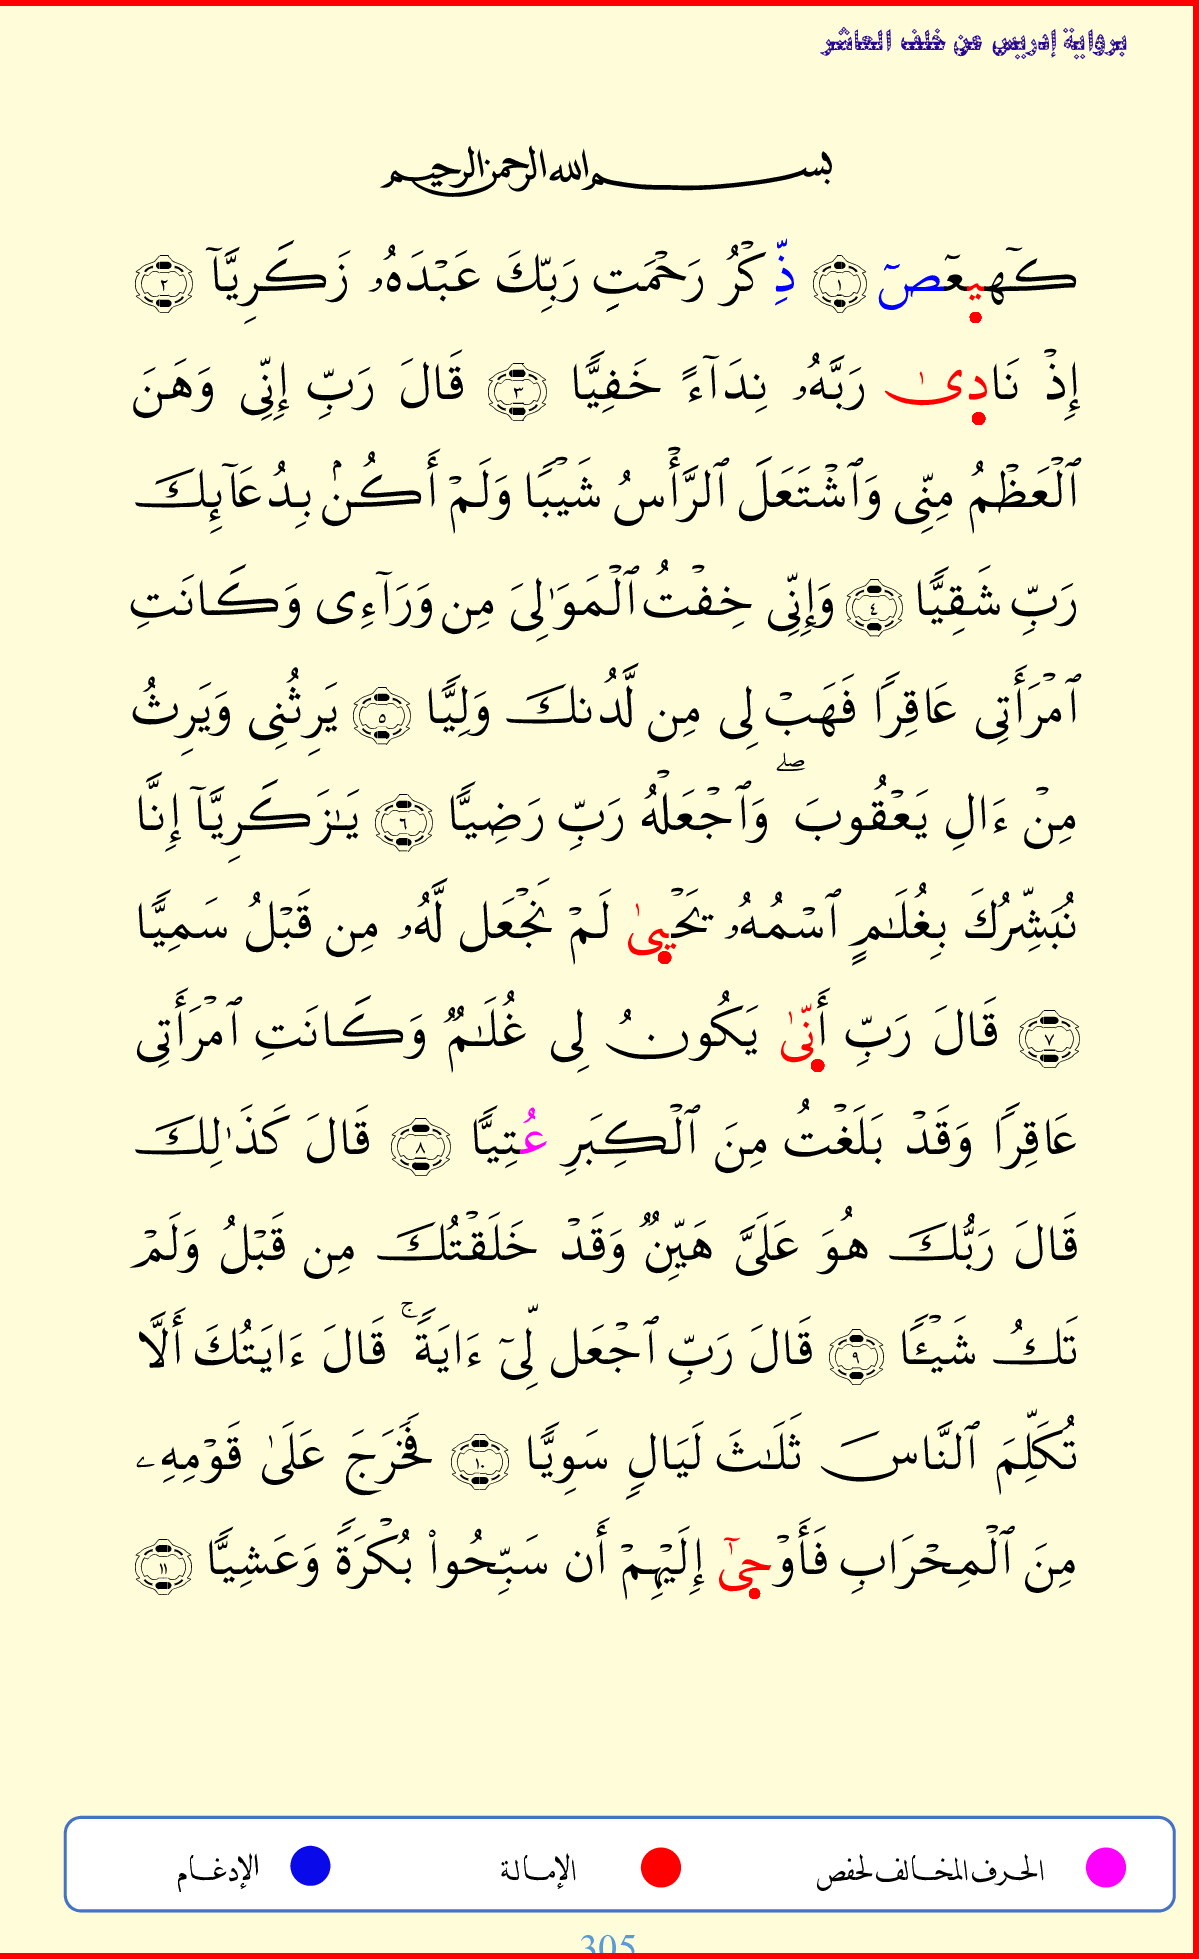 برواية إدريس عن خلف العاشر
بسم الله الرحمن الرحيم
كٓهيعٓصٓ ١ ذِّكْرُ رَحْمَتِ رَبِّكَ عَبْدَهُۥ زَكَرِيَّآ ٢
إِذْ نَادِىٰ رَبَّهُۥ نِدَآءً خَفِيًّا ٣ قَالَ رَبِّ إِنِّى وَهَنَ
ٱلْعَظْمُ مِنِّى وَٱشْتَعَلَ ٱلرَّأْسُ شَيْبًا وَلَمْ أَكُنۢ بِدُعَآئِكَ
رَبِّ شَقِيًّا ٤ وَإِنِّى خِفْتُ ٱلْمَوَٰلِىَ مِن وَرَآءِى وَكَانَتِ
ٱمْرَأَتِى عَاقِرًا فَهَبْ لِى مِن لَّدُنكَ وَلِيًّا ٥ يَرِثُنِى وَيَرِثُ
مِنْ ءَالِ يَعْقُوبَ ۖ وَٱجْعَلْهُ رَبِّ رَضِيًّا ٦ يَٰزَكَرِيَّآ إِنَّا
نُبَشِّرُكَ بِغُلَٰمٍ ٱسْمُهُۥ يَحْيِىٰ لَمْ نَجْعَل لَّهُۥ مِن قَبْلُ سَمِيًّا
٧ قَالَ رَبِّ أَنِّىٰ يَكُونُ لِى غُلَٰمٌ وَكَانَتِ ٱمْرَأَتِى
عَاقِرًا وَقَدْ بَلَغْتُ مِنَ ٱلْكِبَرِ عُتِيًّا ٨ قَالَ كَذَٰلِكَ
قَالَ رَبُّكَ هُوَ عَلَىَّ هَيِّنٌ وَقَدْ خَلَقْتُكَ مِن قَبْلُ وَلَمْ
تَكُ شَيْـًٔا ٩ قَالَ رَبِّ ٱجْعَل لِّىٓ ءَايَةً ۚ قَالَ ءَايَتُكَ أَلَّا
تُكَلِّمَ ٱلنَّاسَ ثَلَٰثَ لَيَالٍ سَوِيًّا ١٠ فَخَرَجَ عَلَىٰ قَوْمِهِۦ
مِنَ ٱلْمِحْرَابِ فَأَوْحِىٰٓ إِلَيْهِمْ أَن سَبِّحُوا۟ بُكْرَةً وَعَشِيًّا ١١
الحرف المخالف لحفص الإمالة الإدغام
305